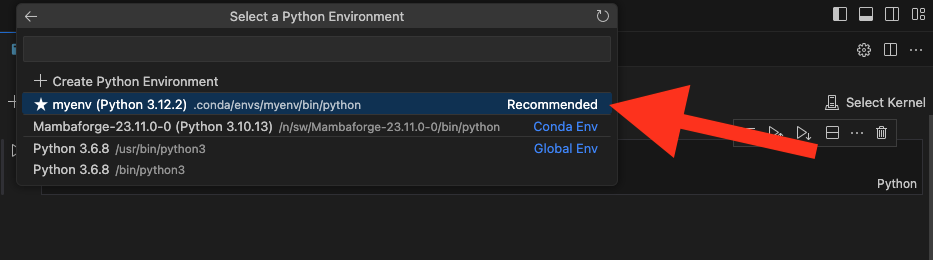 Select a Python Environment
Create Python Environment
myenv (Python 3.12.2) .conda/envs/myenv/bin/python Recommended
Select Kernel
Mambaforge-23.11.0-0 (Python 3.10.13) /n/sw/Mambaforge-23.11.0-0/bin/python Conda Env
Python 3.6.8 /usr/bin/python3 Global Env
Python 3.6.8 /bin/python3
Python